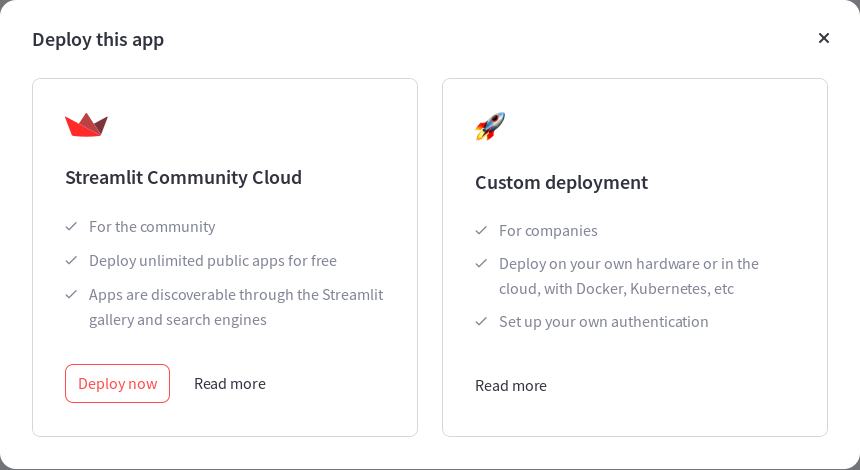 Deploy this app
Streamlit Community Cloud
For the community
Deploy unlimited public apps for free
Apps are discoverable through the Streamlit
gallery and search engines
Deploy now
Read more
Custom deployment
For companies
Deploy on your own hardware or in the
cloud, with Docker, Kubernetes, etc
Set up your own authentication
Read more